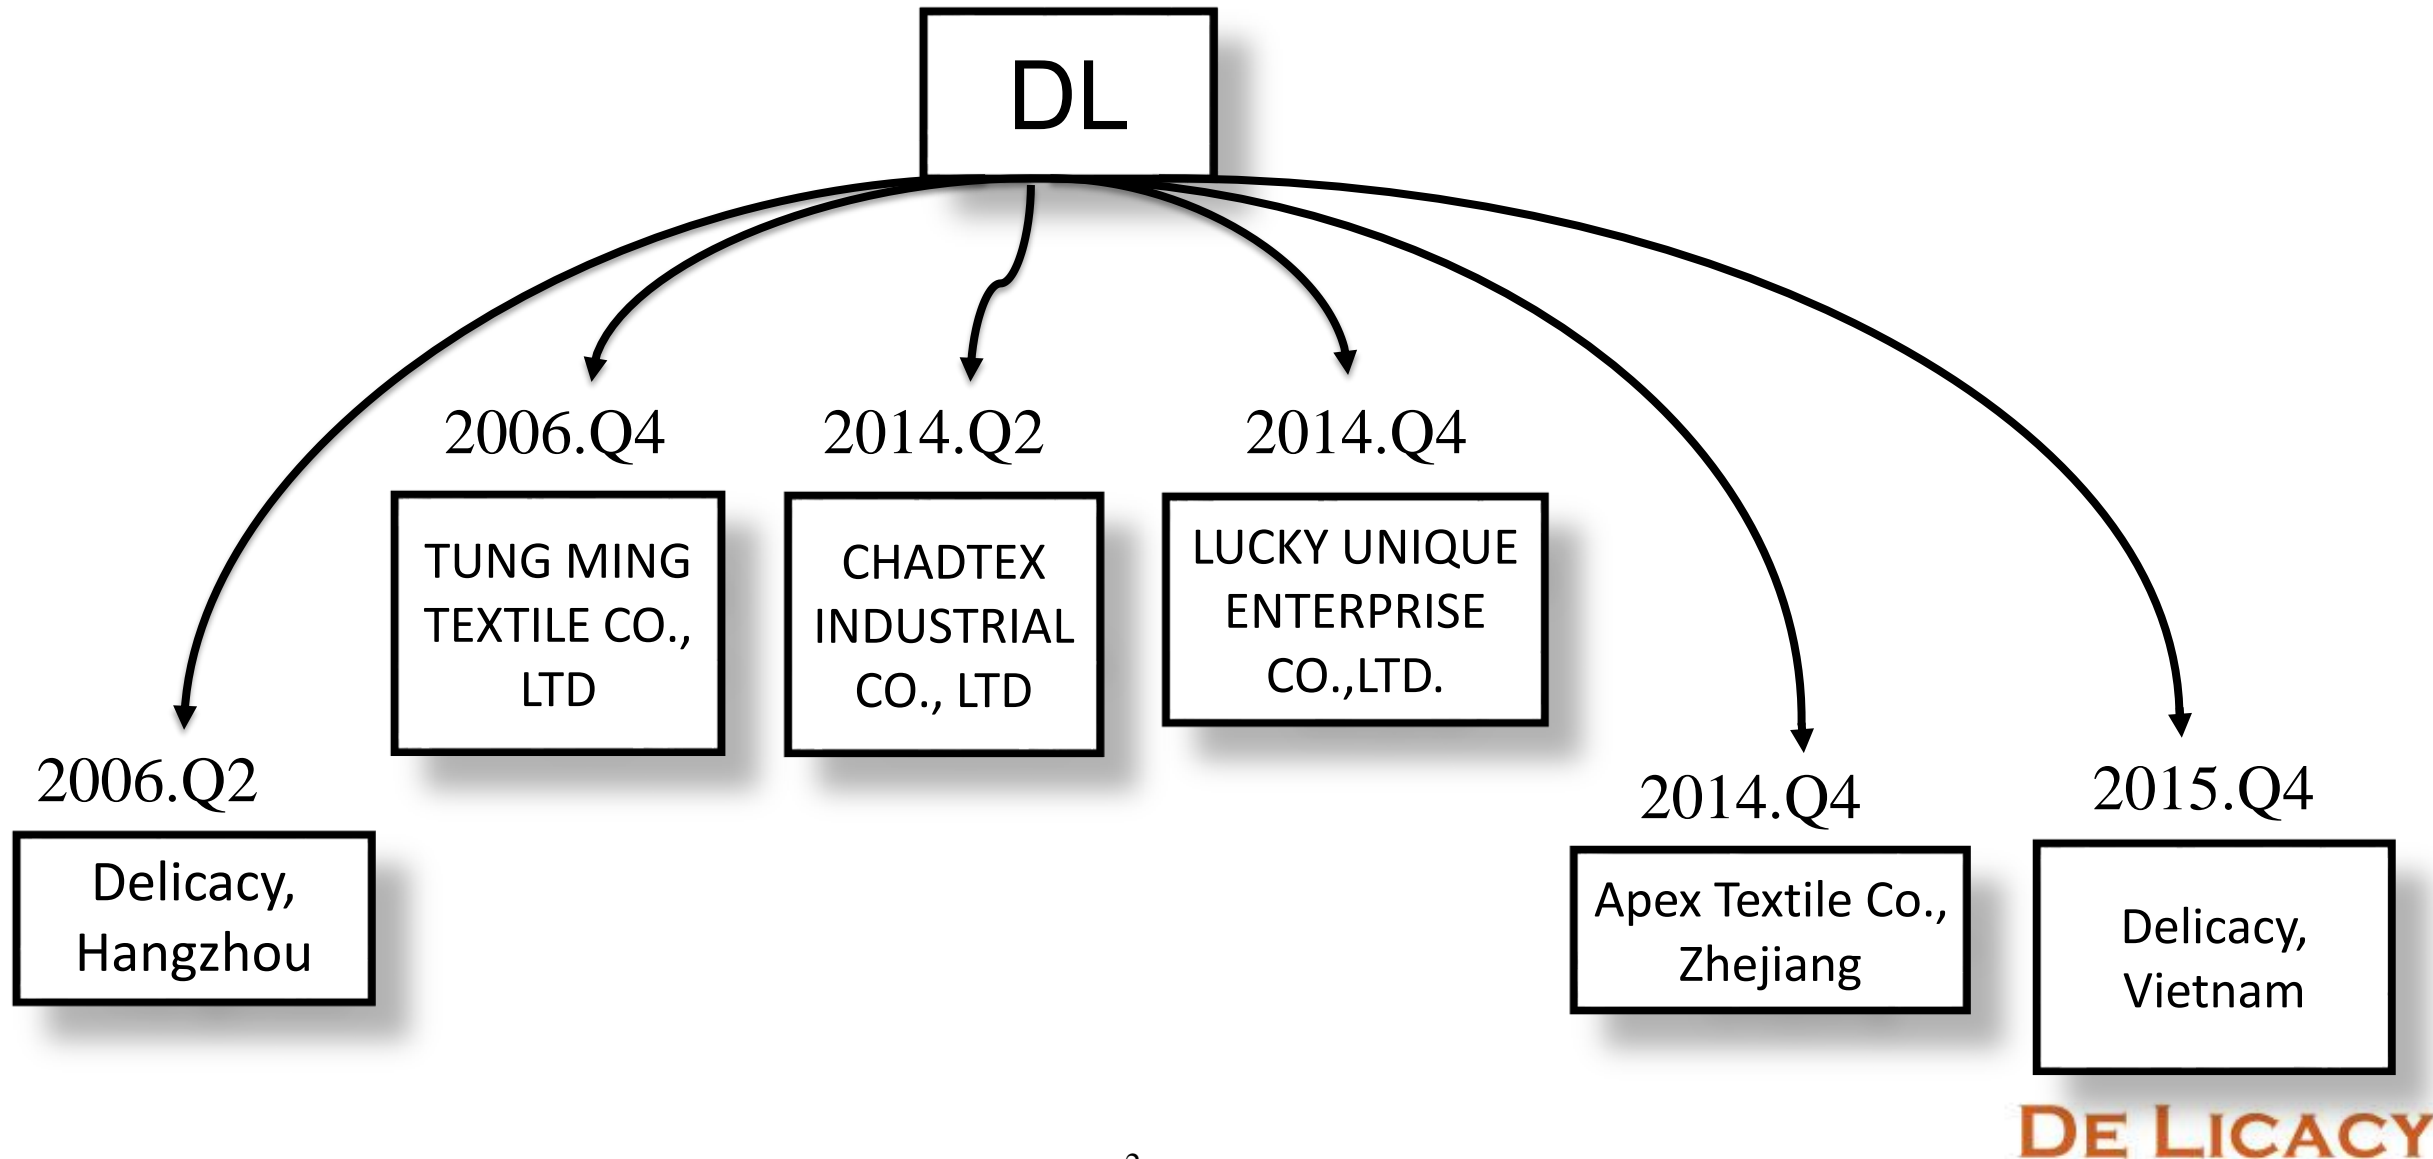 DL
2006.Q4
TUNG MING
TEXTILE CO.,
LTD
2014.Q2
CHADTEX
INDUSTRIAL
CO., LTD
2014.Q4
LUCKY UNIQUE
ENTERPRISE
CO.,LTD.
2006.Q2
Delicacy,
Hangzhou
2014.Q4
Apex Textile Co.,
Zhejiang
2015.Q4
Delicacy,
Vietnam
DE LICACY